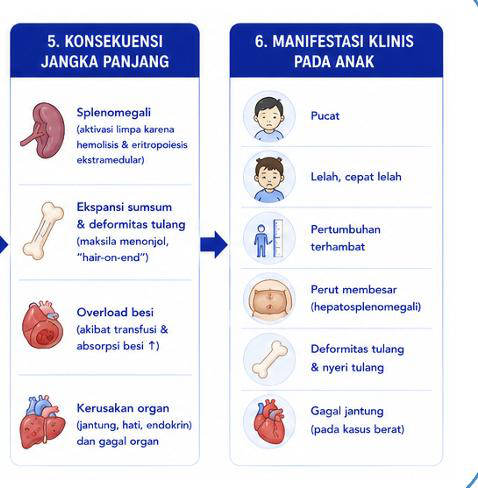 5. KONSEKUENSI
JANGKA PANJANG
Splenomegali
(aktivasi limpa karena
hemolisis & eritropoiesis
ekstramedular)
Ekspansi sumsum
& deformitas tulang
(maksila menonjol,
"hair-on-end")
Overload besi
(akibat transfusi &
absorpsi besi ↑)
Kerusakan organ
(jantung, hati, endokrin)
dan gagal organ
6. MANIFESTASI KLINIS
PADA ANAK
Pucat
Lelah, cepat lelah
Pertumbuhan
terhambat
Perut membesar
(hepatosplenomegali)
Deformitas tulang
& nyeri tulang
Gagal jantung
(pada kasus berat)